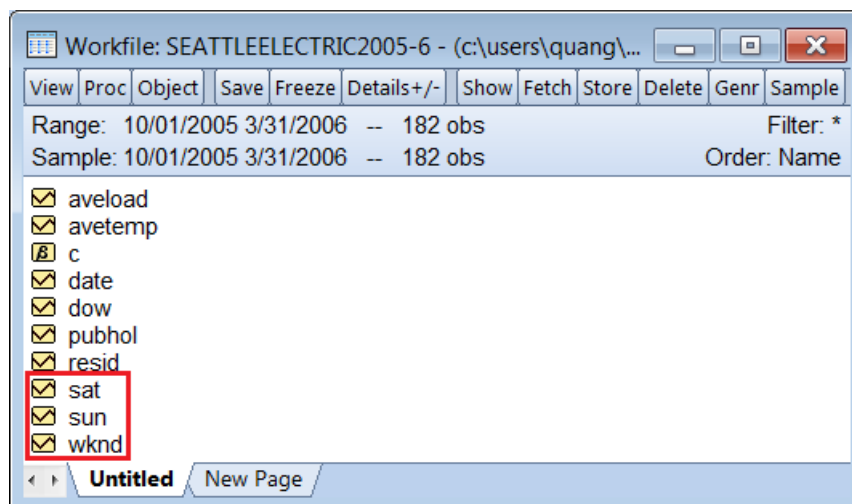 Workfile: SEATTLEELECTRIC2005-6 - (c:\users\quang\...
View Proc Object Save Freeze Details+/- Show Fetch Store Delete Genr Sample
Range: 10/01/2005 3/31/2006 -- 182 obs Filter: *
Sample: 10/01/2005 3/31/2006 -- 182 obs Order: Name
aveload
avetemp
β c
date
dow
pubhol
resid
sat
sun
wknd
Untitled New Page